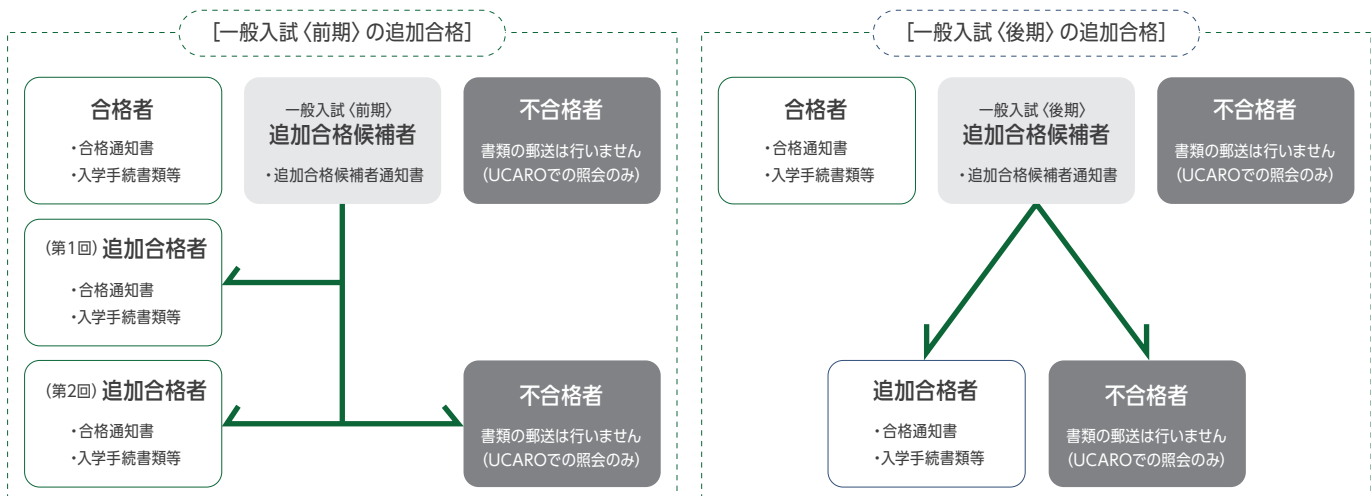 [一般入試〈前期〉の追加合格]
合格者
・合格通知書
・入学手続書類等
一般入試〈前期〉
追加合格候補者
・追加合格候補者通知書
不合格者
書類の郵送は行いません
(UCAROでの照会のみ)
(第1回) 追加合格者
・合格通知書
・入学手続書類等
(第2回) 追加合格者
・合格通知書
・入学手続書類等
不合格者
書類の郵送は行いません
(UCAROでの照会のみ)
[一般入試〈後期〉の追加合格]
合格者
・合格通知書
・入学手続書類等
一般入試〈後期〉
追加合格候補者
・追加合格候補者通知書
不合格者
書類の郵送は行いません
(UCAROでの照会のみ)
追加合格者
・合格通知書
・入学手続書類等
不合格者
書類の郵送は行いません
(UCAROでの照会のみ)